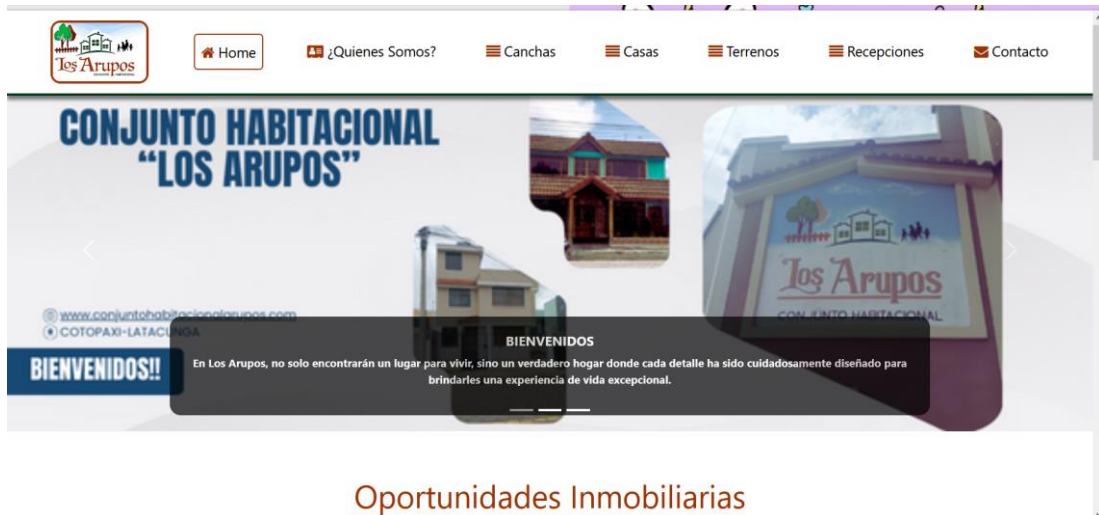 Los Arupos
Home
¿Quienes Somos?
Canchas
Casas
Terrenos
Recepciones
Contacto
CONJUNTO HABITACIONAL
“LOS ARUPOS”
Los Arupos
CONJUNTO HABITACIONAL
www.conjuntohabitacionalarupos.com
COTOPAXI-LATACUNGA
BIENVENIDOS!!
BIENVENIDOS
En Los Arupos, no solo encontrarán un lugar para vivir, sino un verdadero hogar donde cada detalle ha sido cuidadosamente diseñado para
brindarles una experiencia de vida excepcional.
Oportunidades Inmobiliarias